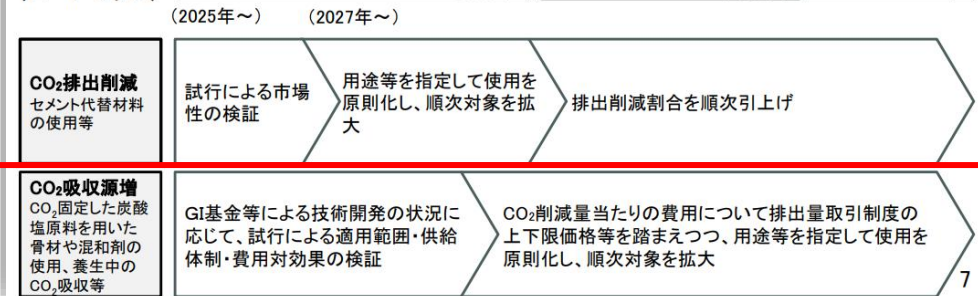 (2025年～)　(2027年～)
CO₂排出削減
セメント代替材料
の使用等
試行による市場
性の検証
用途等を指定して使用を
原則化し、順次対象を拡
大
排出削減割合を順次引上げ
CO₂吸収源増
CO₂固定した炭酸
塩原料を用いた
骨材や混和剤の
使用、養生中の
CO₂吸収等
GI基金等による技術開発の状況に
応じて、試行による適用範囲・供給
体制・費用対効果の検証
CO₂削減量当たりの費用について排出量取引制度の
上下限価格等を踏まえつつ、用途等を指定して使用を
原則化し、順次対象を拡大
7